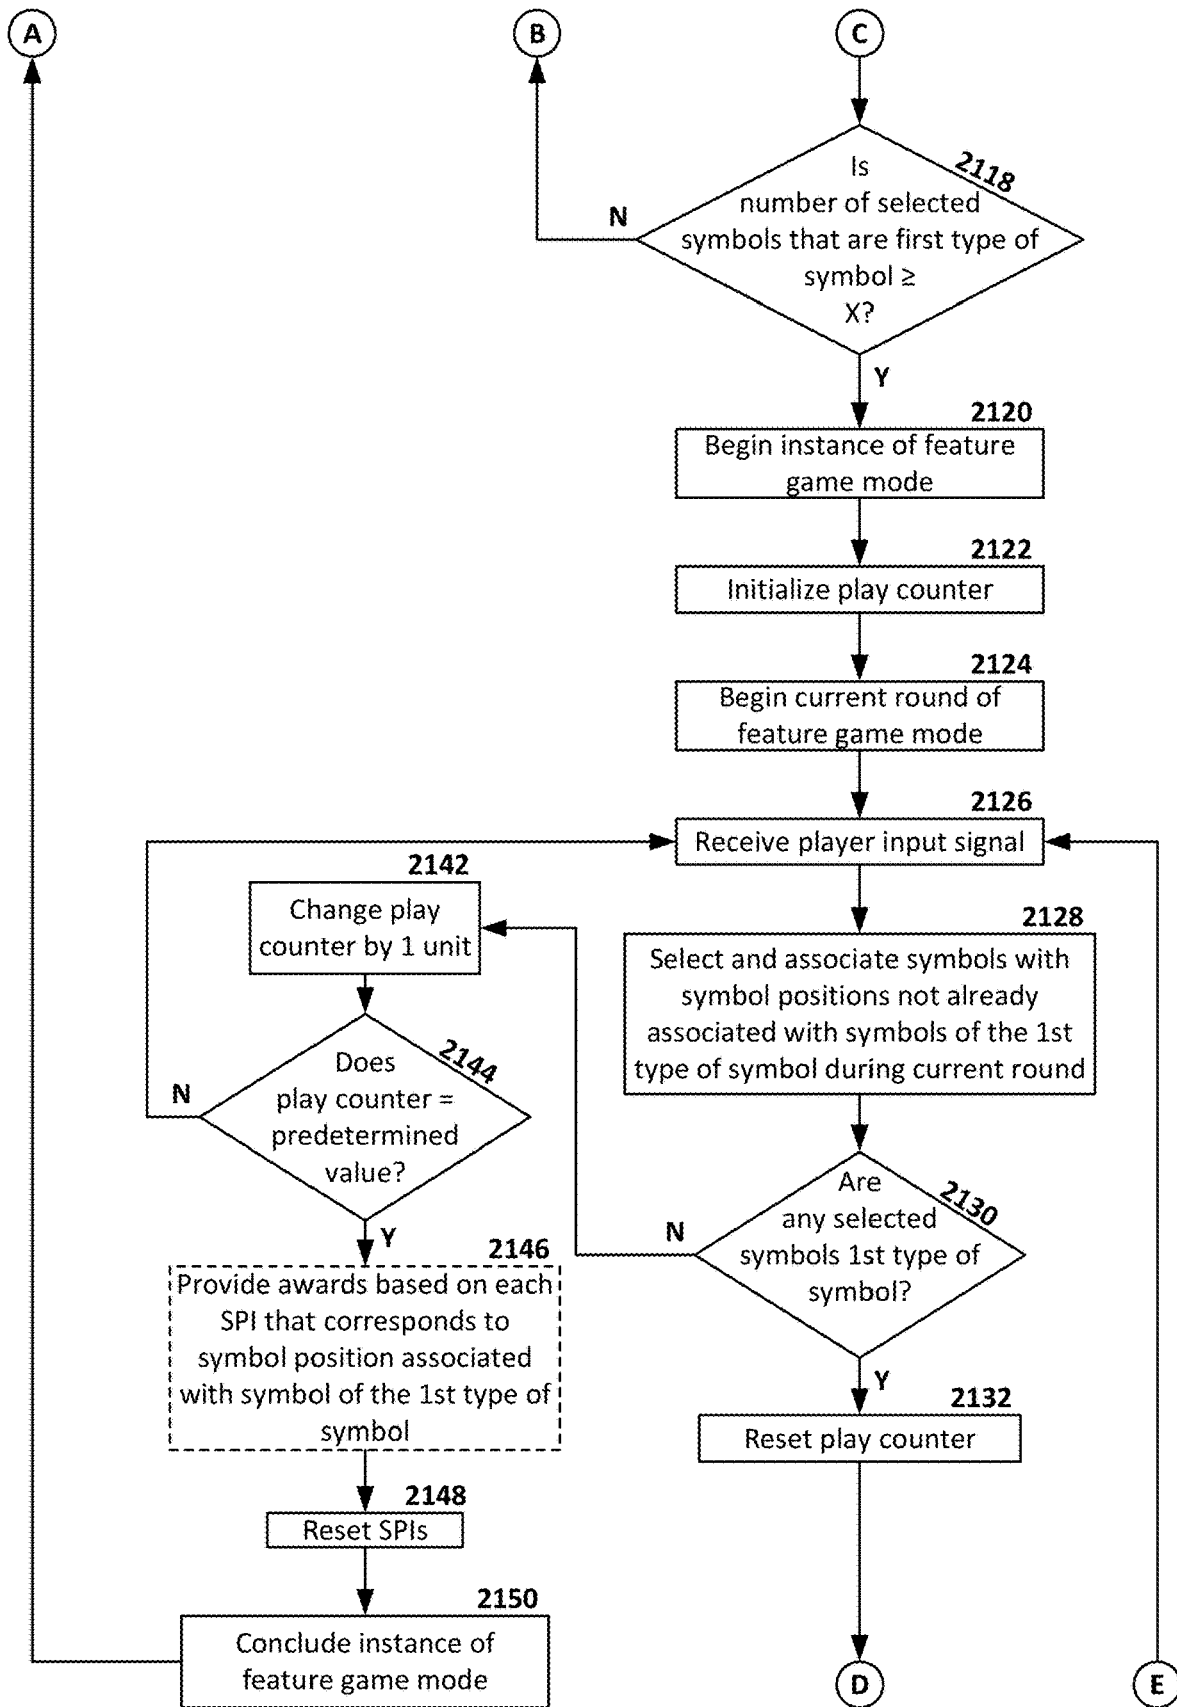 A
B
C
2118
Is
number of selected
symbols that are first type of
symbol ≥
X?
N
Y
2120
Begin instance of feature
game mode
2122
Initialize play counter
2124
Begin current round of
feature game mode
2126
Receive player input signal
2142
Change play
counter by 1 unit
2128
Select and associate symbols with
symbol positions not already
associated with symbols of the 1st
type of symbol during current round
2144
Does
play counter =
predetermined
value?
N
Y
2130
Are
any selected
symbols 1st type of
symbol?
N
Y
2146
Provide awards based on each
SPI that corresponds to
symbol position associated
with symbol of the 1st type of
symbol
2132
Reset play counter
2148
Reset SPIs
2150
Conclude instance of
feature game mode
D
E